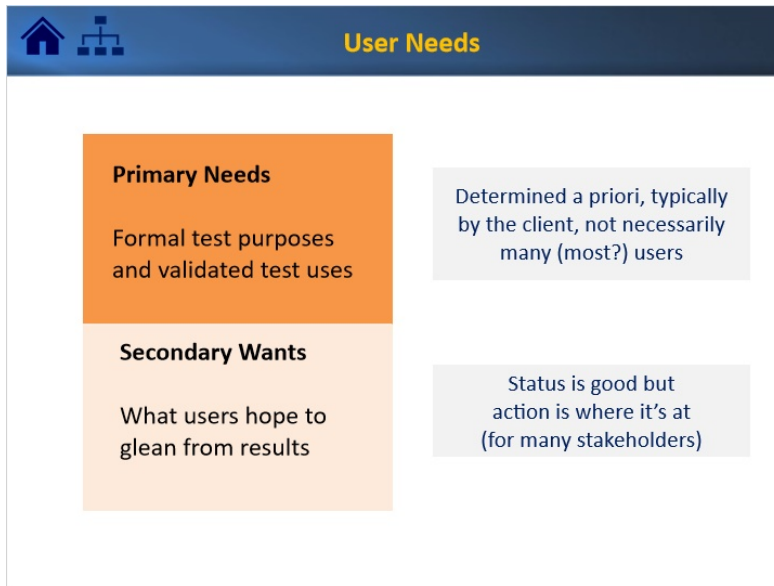 User Needs
Primary Needs
Formal test purposes
and validated test uses
Determined a priori, typically
by the client, not necessarily
many (most?) users
Secondary Wants
What users hope to
glean from results
Status is good but
action is where it's at
(for many stakeholders)